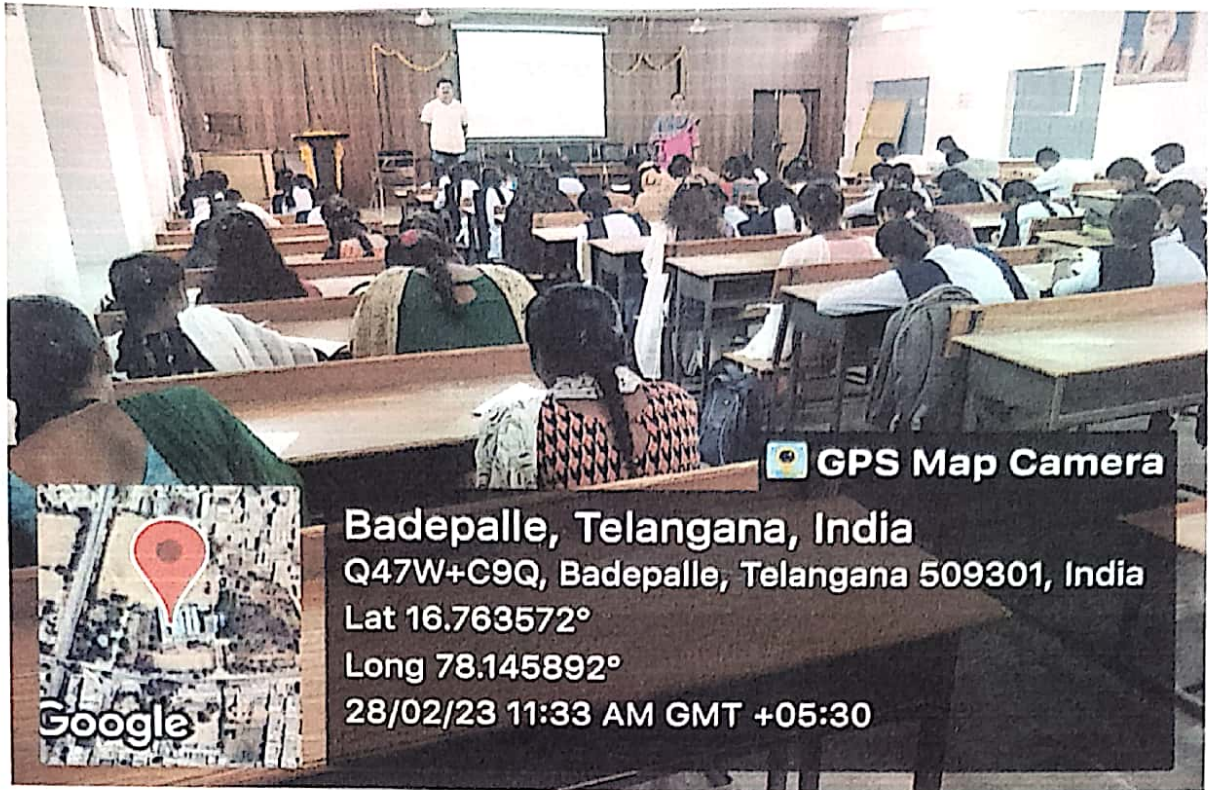 GPS Map Camera
Badepalle, Telangana, India
Q47W+C9Q, Badepalle, Telangana 509301, India
Lat 16.763572°
Long 78.145892°
28/02/23 11:33 AM GMT +05:30
Google